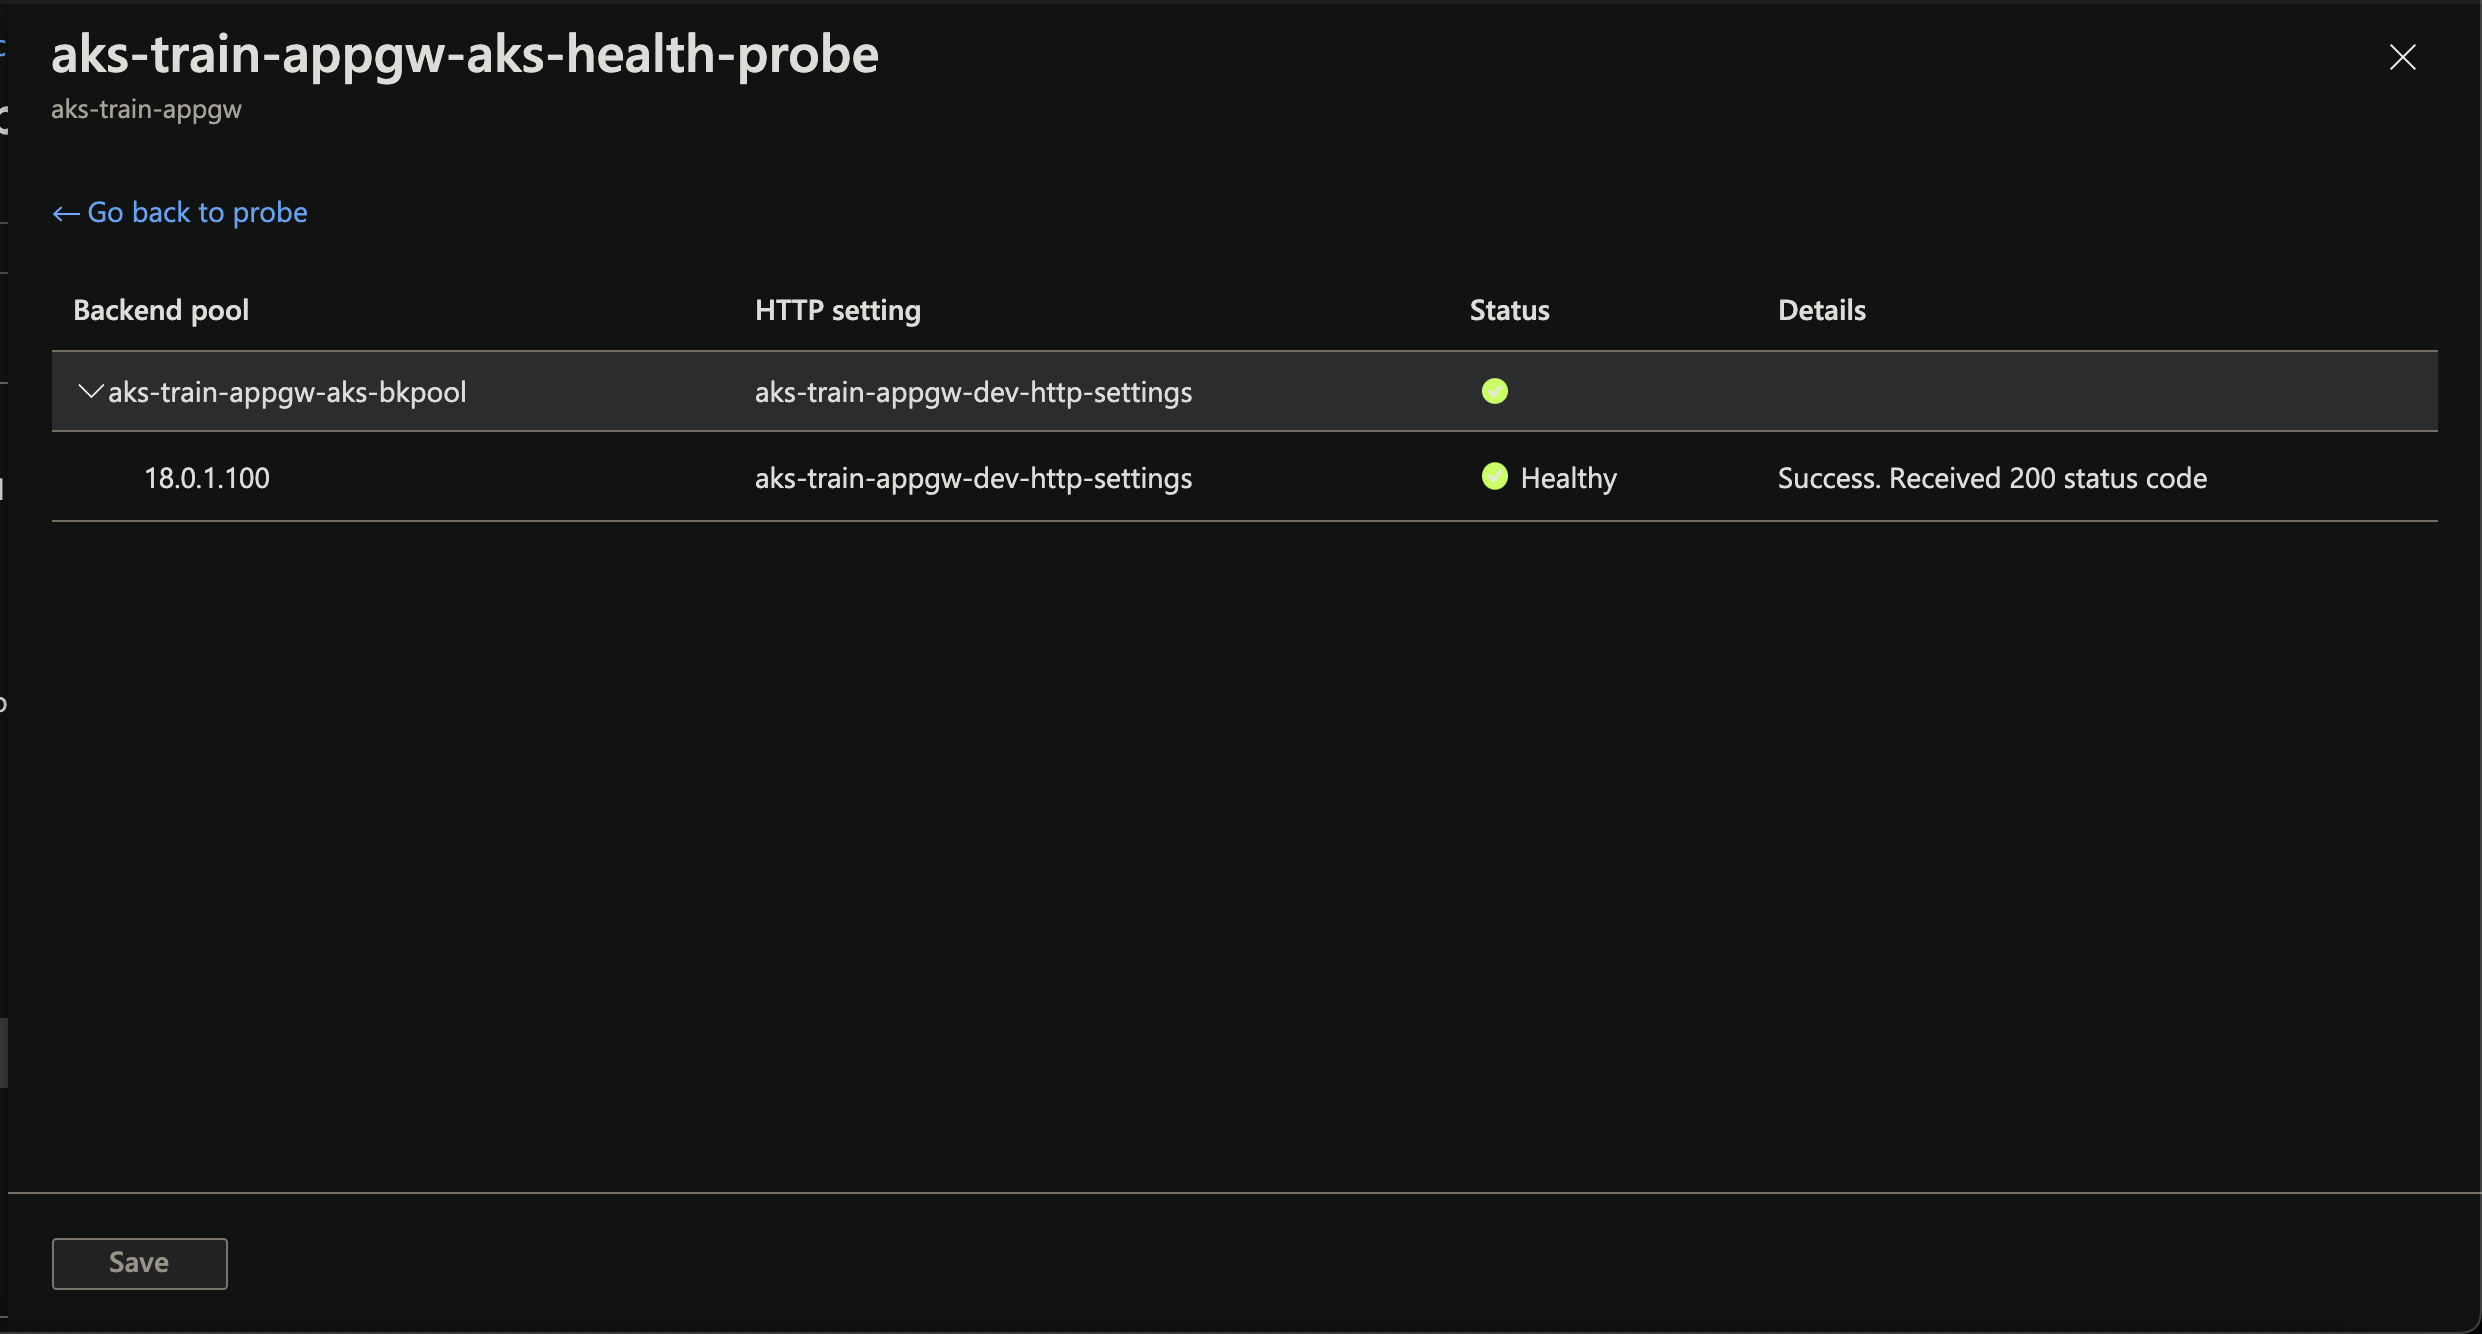 aks-train-appgw-aks-health-probe
aks-train-appgw
← Go back to probe
Backend pool HTTP setting Status Details
aks-train-appgw-aks-bkpool aks-train-appgw-dev-http-settings
18.0.1.100 aks-train-appgw-dev-http-settings Healthy Success. Received 200 status code
Save